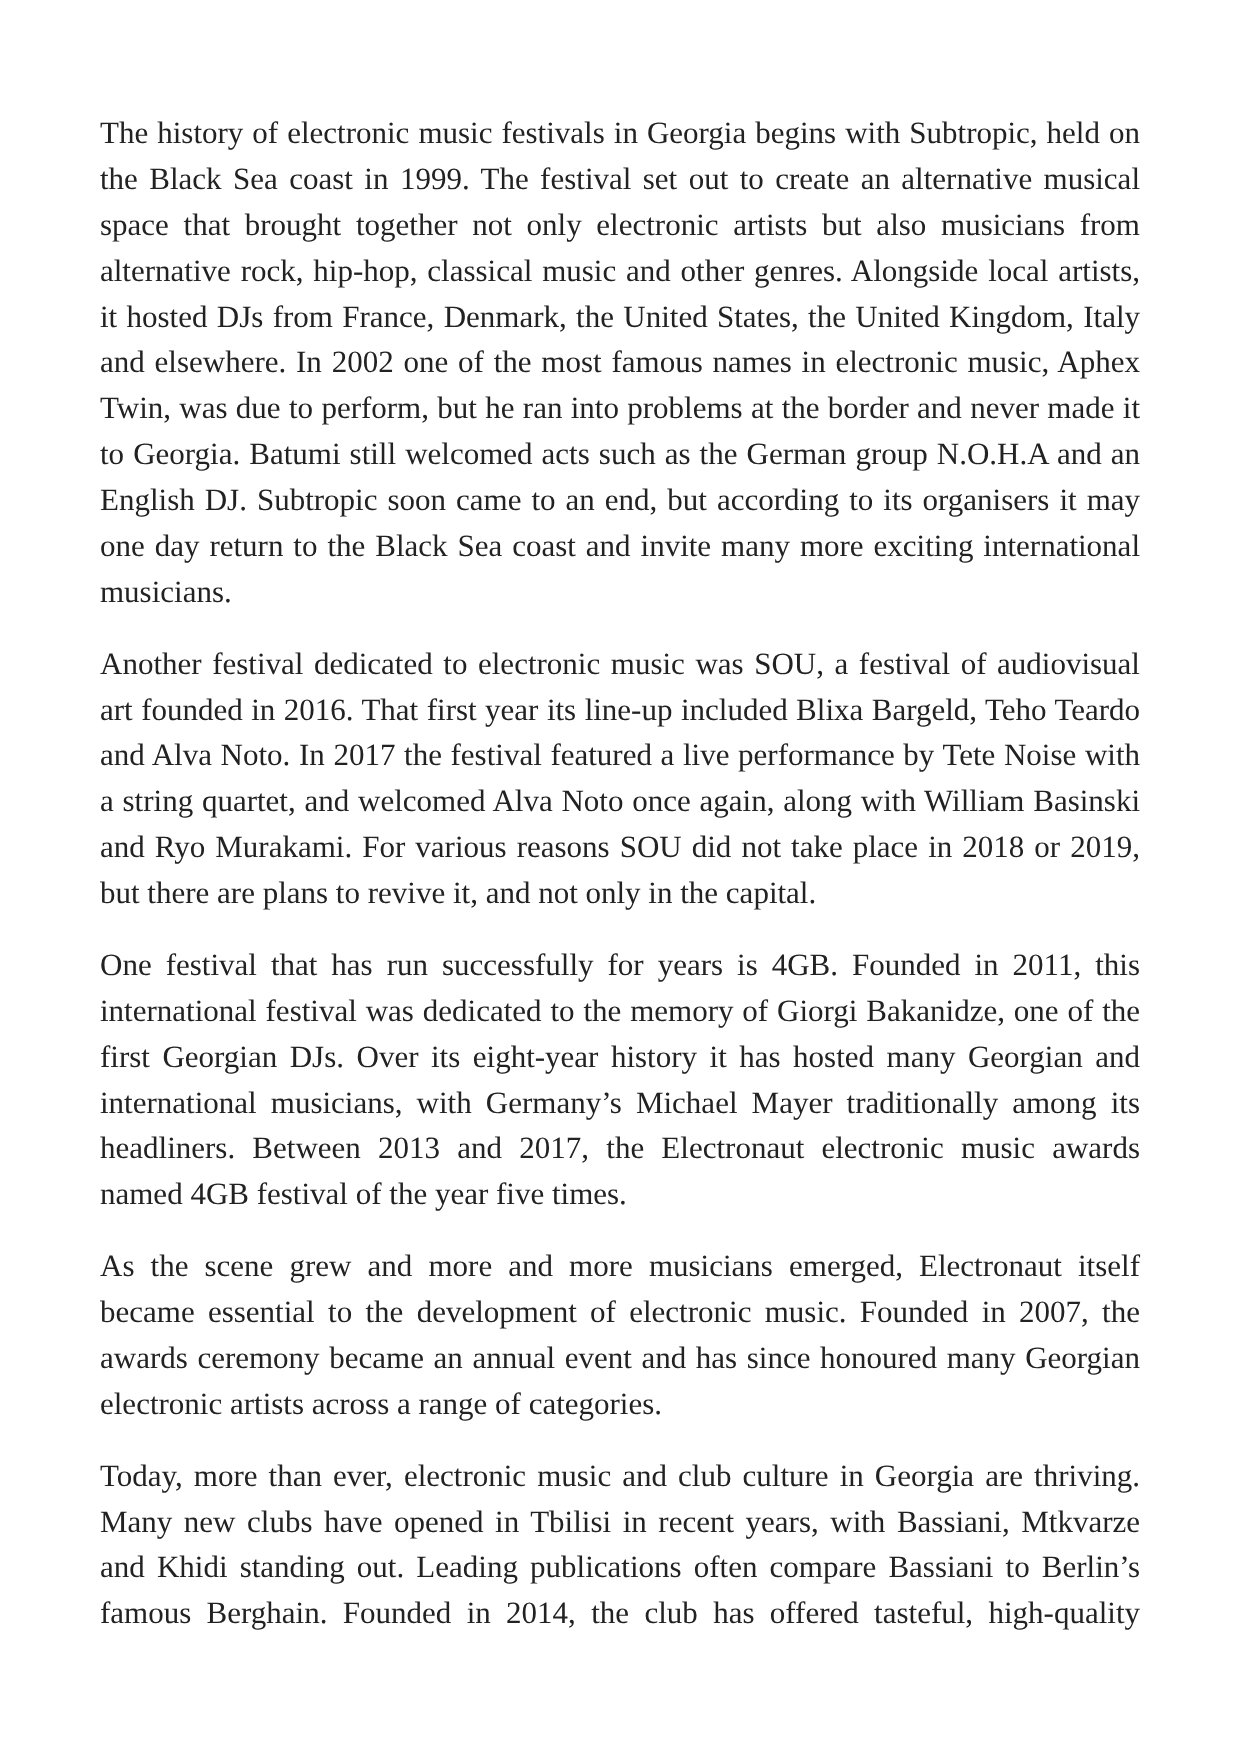 The history of electronic music festivals in Georgia begins with Subtropic, held on
the Black Sea coast in 1999. The festival set out to create an alternative musical
space that brought together not only electronic artists but also musicians from
alternative rock, hip-hop, classical music and other genres. Alongside local artists,
it hosted DJs from France, Denmark, the United States, the United Kingdom, Italy
and elsewhere. In 2002 one of the most famous names in electronic music, Aphex
Twin, was due to perform, but he ran into problems at the border and never made it
to Georgia. Batumi still welcomed acts such as the German group N.O.H.A and an
English DJ. Subtropic soon came to an end, but according to its organisers it may
one day return to the Black Sea coast and invite many more exciting international
musicians.
Another festival dedicated to electronic music was SOU, a festival of audiovisual
art founded in 2016. That first year its line-up included Blixa Bargeld, Teho Teardo
and Alva Noto. In 2017 the festival featured a live performance by Tete Noise with
a string quartet, and welcomed Alva Noto once again, along with William Basinski
and Ryo Murakami. For various reasons SOU did not take place in 2018 or 2019,
but there are plans to revive it, and not only in the capital.
One festival that has run successfully for years is 4GB. Founded in 2011, this
international festival was dedicated to the memory of Giorgi Bakanidze, one of the
first Georgian DJs. Over its eight-year history it has hosted many Georgian and
international musicians, with Germany’s Michael Mayer traditionally among its
headliners. Between 2013 and 2017, the Electronaut electronic music awards
named 4GB festival of the year five times.
As the scene grew and more and more musicians emerged, Electronaut itself
became essential to the development of electronic music. Founded in 2007, the
awards ceremony became an annual event and has since honoured many Georgian
electronic artists across a range of categories.
Today, more than ever, electronic music and club culture in Georgia are thriving.
Many new clubs have opened in Tbilisi in recent years, with Bassiani, Mtkvarze
and Khidi standing out. Leading publications often compare Bassiani to Berlin’s
famous Berghain. Founded in 2014, the club has offered tasteful, high-quality